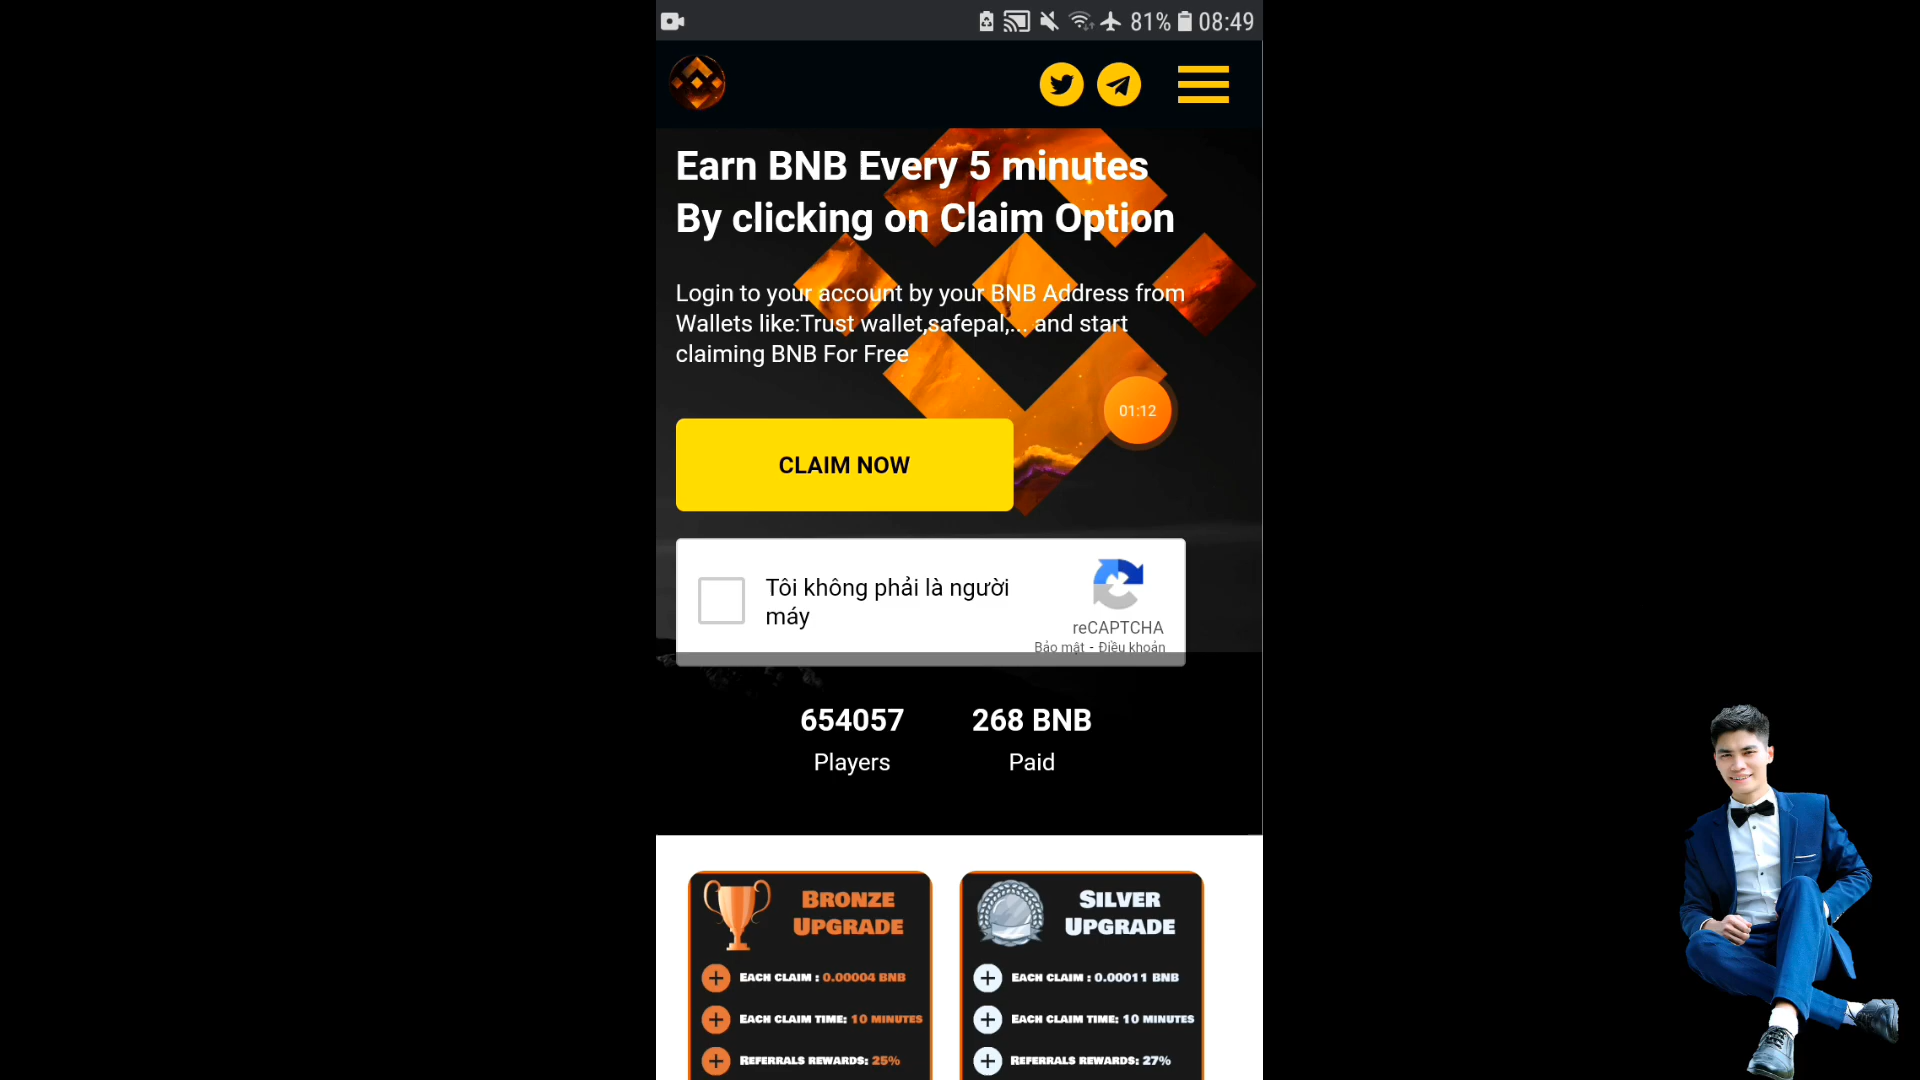 81% 08:49
Earn BNB Every 5 minutes
By clicking on Claim Option
Login to your account by your BNB Address from
Wallets like:Trust wallet,safepal,... and start
claiming BNB For Free
01:12
CLAIM NOW
Tôi không phải là người
máy
reCAPTCHA
Bảo mật - Điều khoản
654057
Players
268 BNB
Paid
BRONZE
UPGRADE
EACH CLAIM : 0.00004 BNB
EACH CLAIM TIME: 10 MINUTES
REFERRALS REWARDS: 25%
SILVER
UPGRADE
EACH CLAIM : 0.00011 BNB
EACH CLAIM TIME: 10 MINUTES
REFERRALS REWARDS: 27%